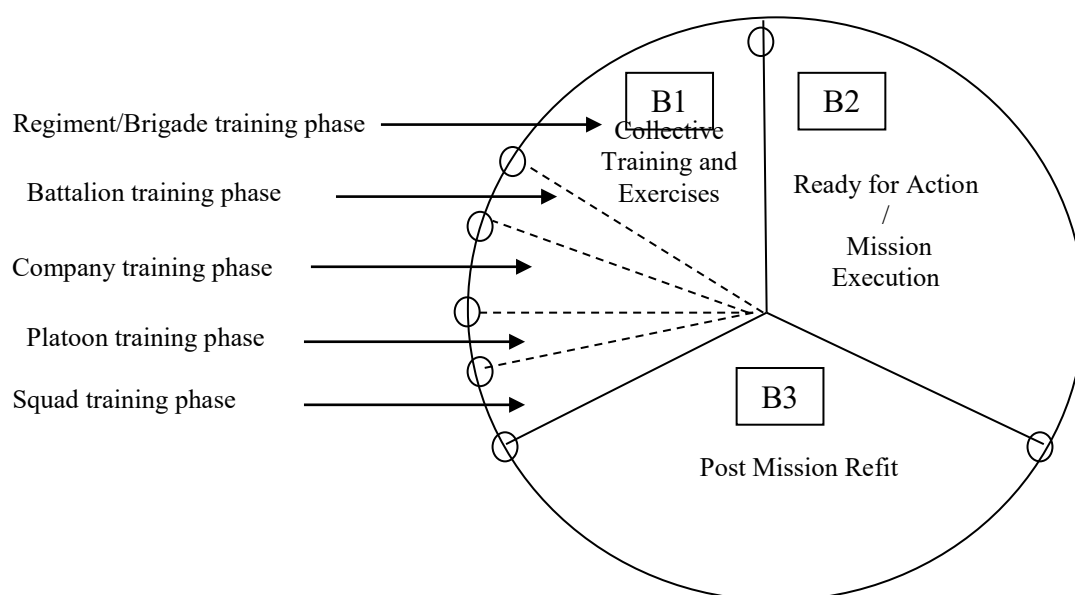 Regiment/Brigade training phase
Battalion training phase
Company training phase
Platoon training phase
Squad training phase
B1
Collective
Training and
Exercises
B2
Ready for Action
/
Mission
Execution
B3
Post Mission Refit